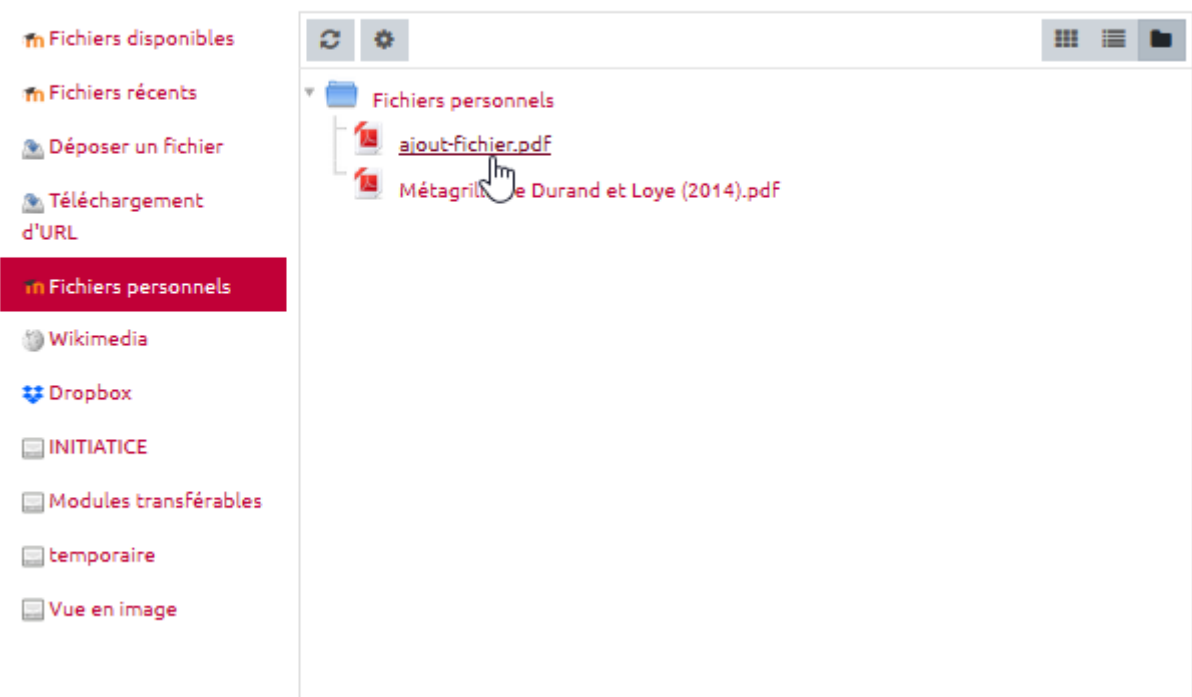 Fichiers disponibles
Fichiers récents
Déposer un fichier
Téléchargement
d'URL
Fichiers personnels
Wikimedia
Dropbox
INITIATICE
Modules transférables
temporaire
Vue en image
Fichiers personnels
ajout-fichier.pdf
Durand et Loye (2014).pdf